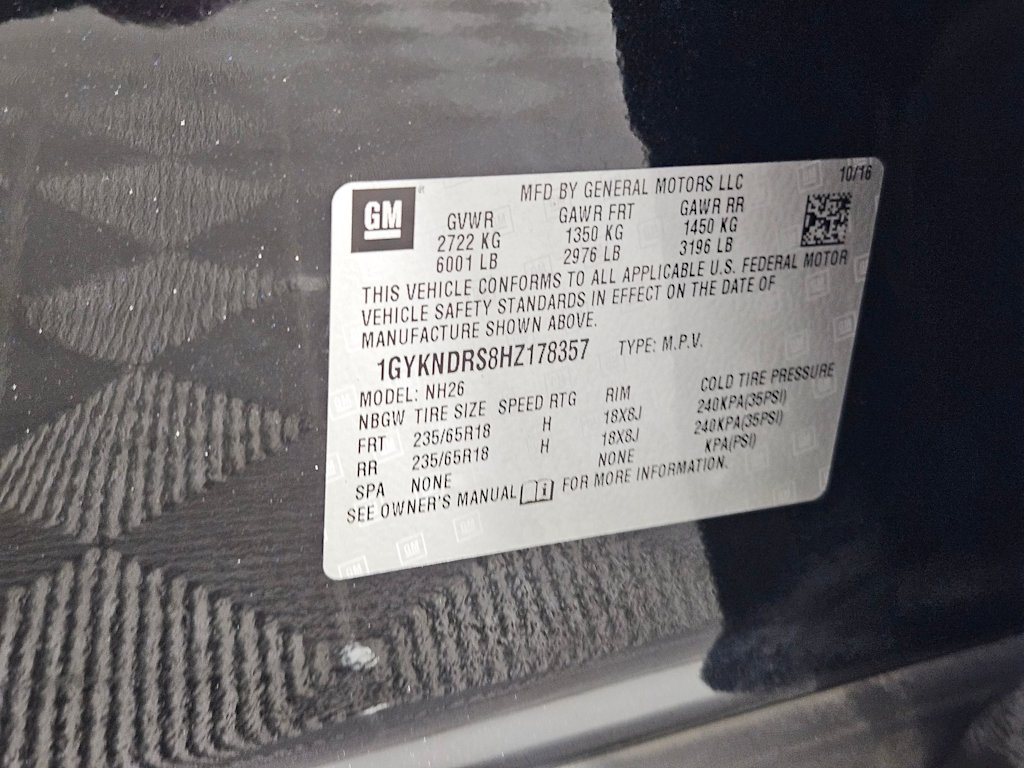 GM
MFD BY GENERAL MOTORS LLC 10/16
GVWR GAWR FRT GAWR RR
2722 KG 1350 KG 1450 KG
6001 LB 2976 LB 3196 LB
THIS VEHICLE CONFORMS TO ALL APPLICABLE U.S. FEDERAL MOTOR
VEHICLE SAFETY STANDARDS IN EFFECT ON THE DATE OF
MANUFACTURE SHOWN ABOVE.
1GYKNDRS8HZ178357 TYPE: M.P.V.
MODEL: NH26
NBGW TIRE SIZE SPEED RTG RIM COLD TIRE PRESSURE
FRT 235/65R18 H 18X8J 240KPA(35PSI)
RR 235/65R18 H 18X8J 240KPA(35PSI)
SPA NONE NONE KPA(PSI)
SEE OWNER'S MANUAL i FOR MORE INFORMATION.